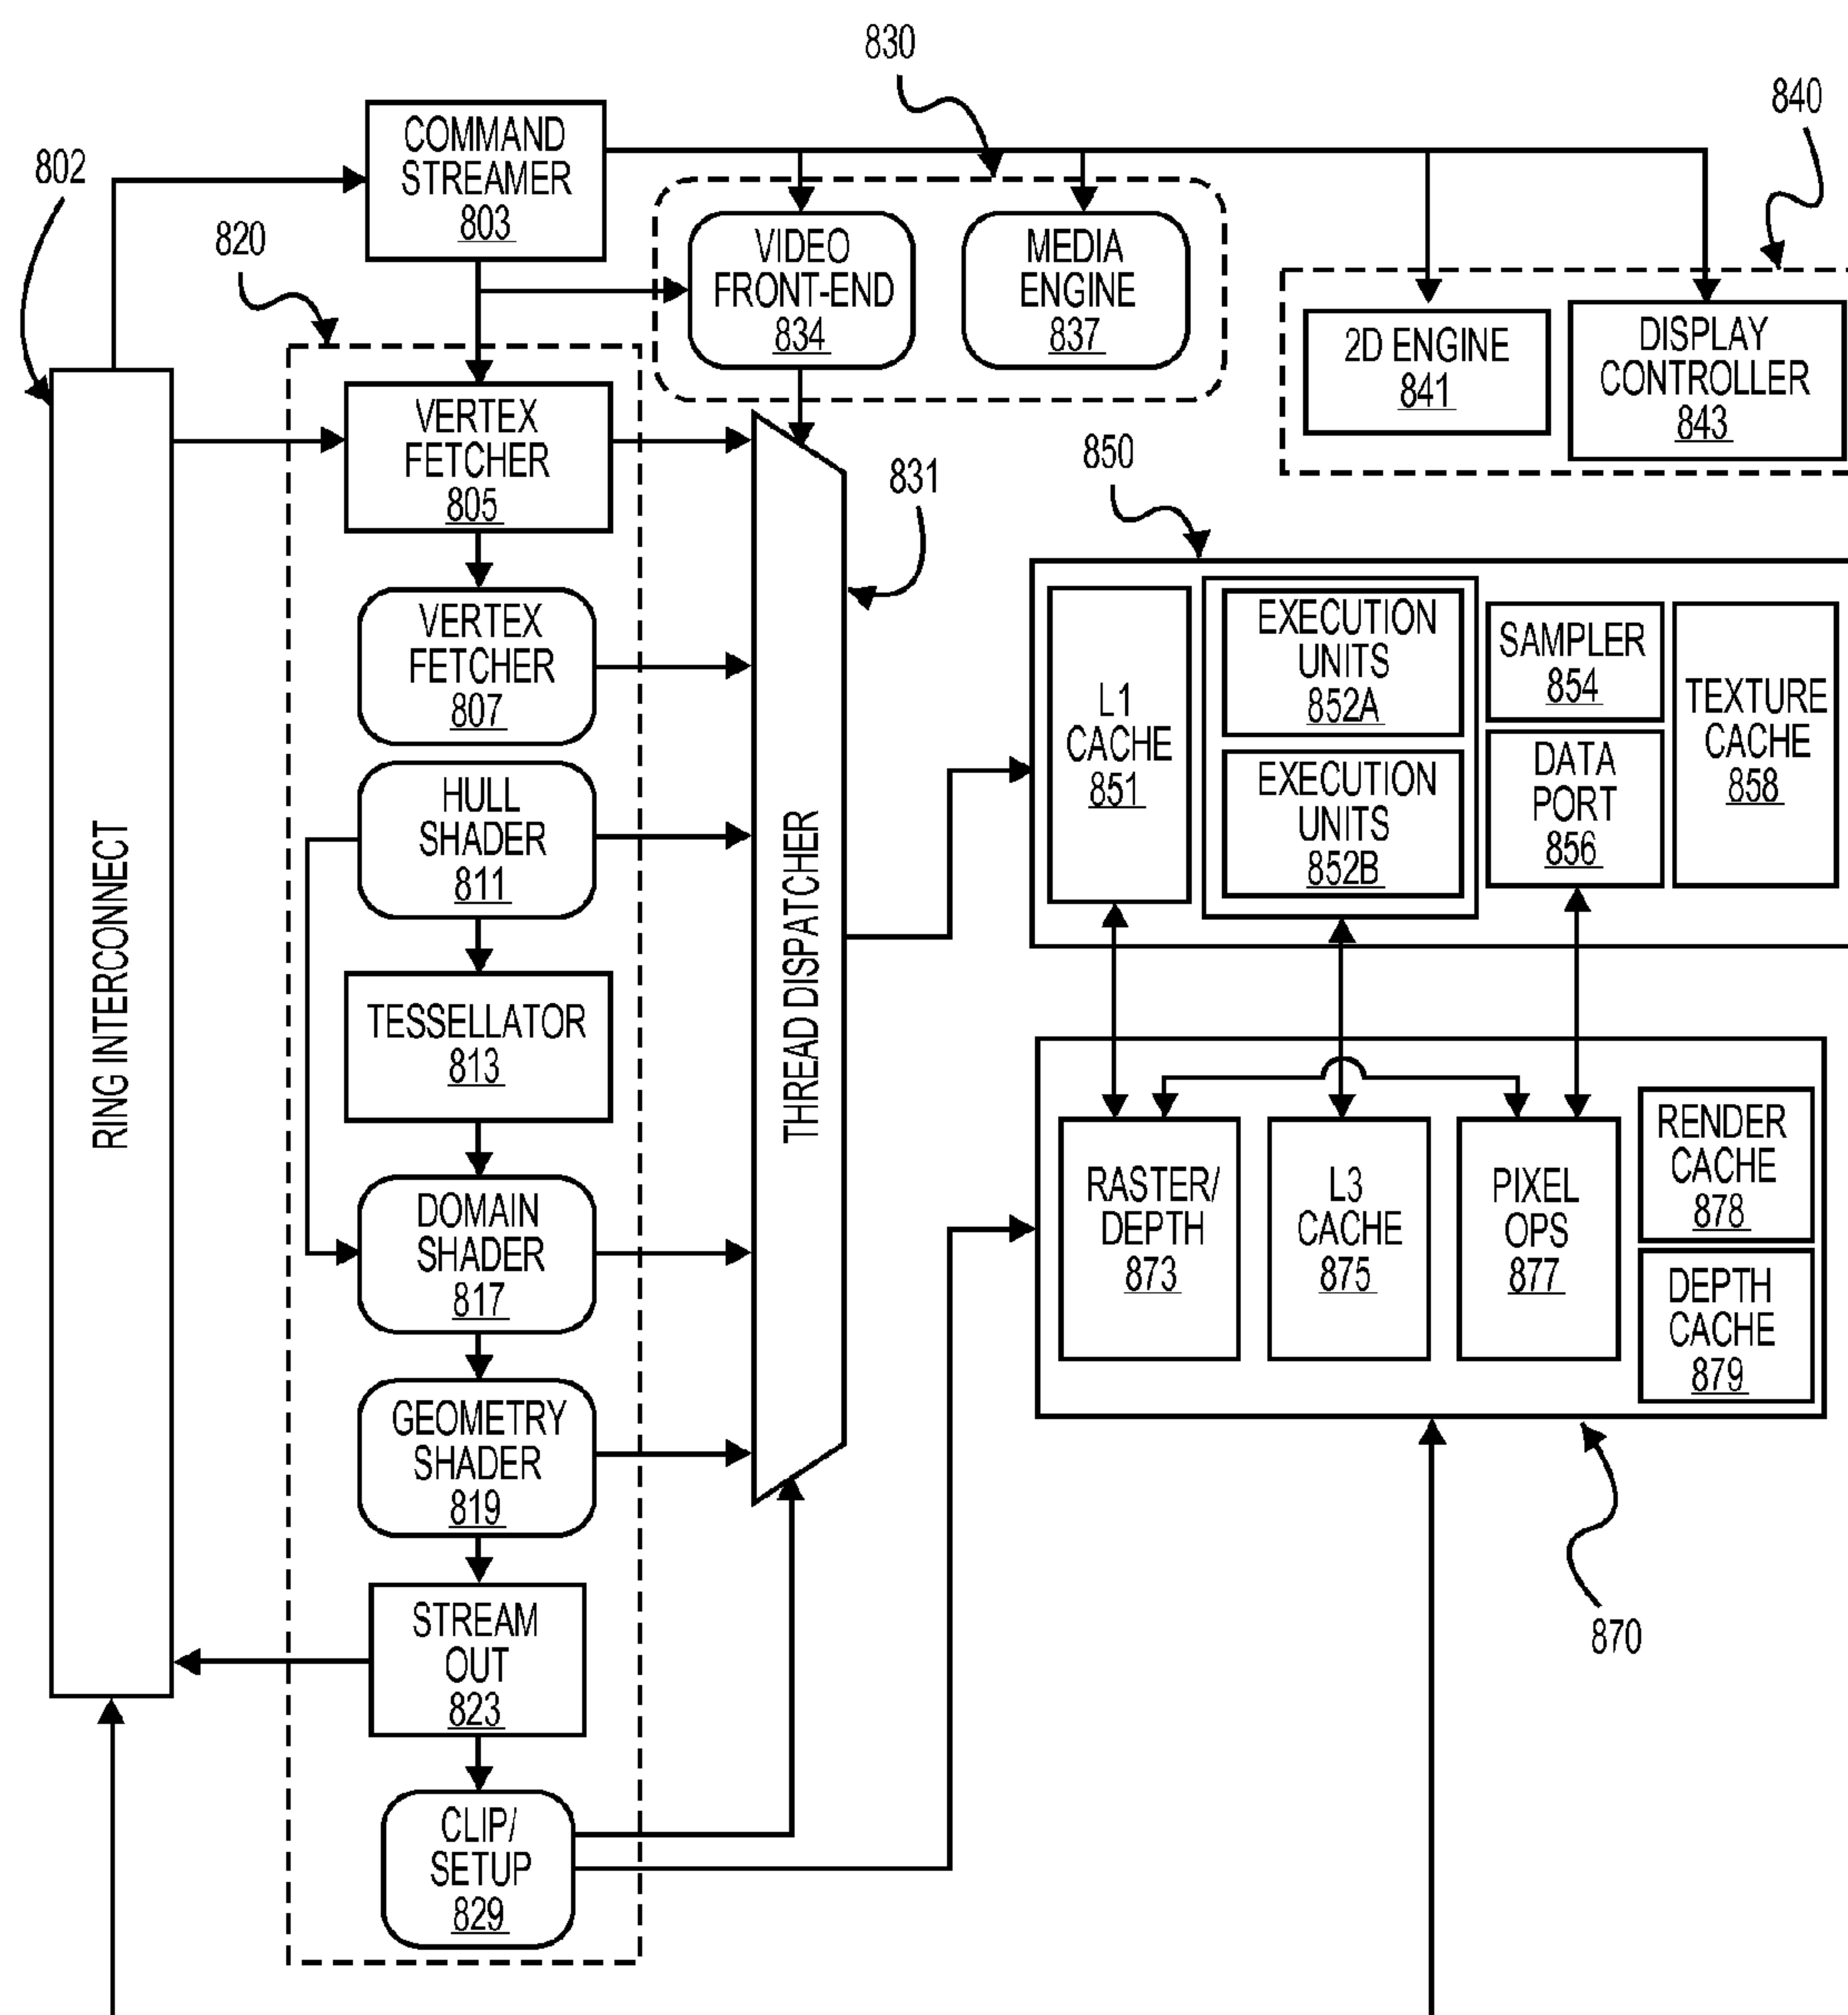 830
840
802
COMMAND
STREAMER
803
820
VIDEO
FRONT-END
834
MEDIA
ENGINE
837
2D ENGINE
841
DISPLAY
CONTROLLER
843
VERTEX
FETCHER
805
850
831
VERTEX
FETCHER
807
HULL
SHADER
811
TESSELLATOR
813
DOMAIN
SHADER
817
GEOMETRY
SHADER
819
STREAM
OUT
823
CLIP/
SETUP
829
RING INTERCONNECT
THREAD DISPATCHER
L1
CACHE
851
EXECUTION
UNITS
852A
EXECUTION
UNITS
852B
SAMPLER
854
DATA
PORT
856
TEXTURE
CACHE
858
RASTER/
DEPTH
873
L3
CACHE
875
PIXEL
OPS
877
RENDER
CACHE
878
DEPTH
CACHE
879
870